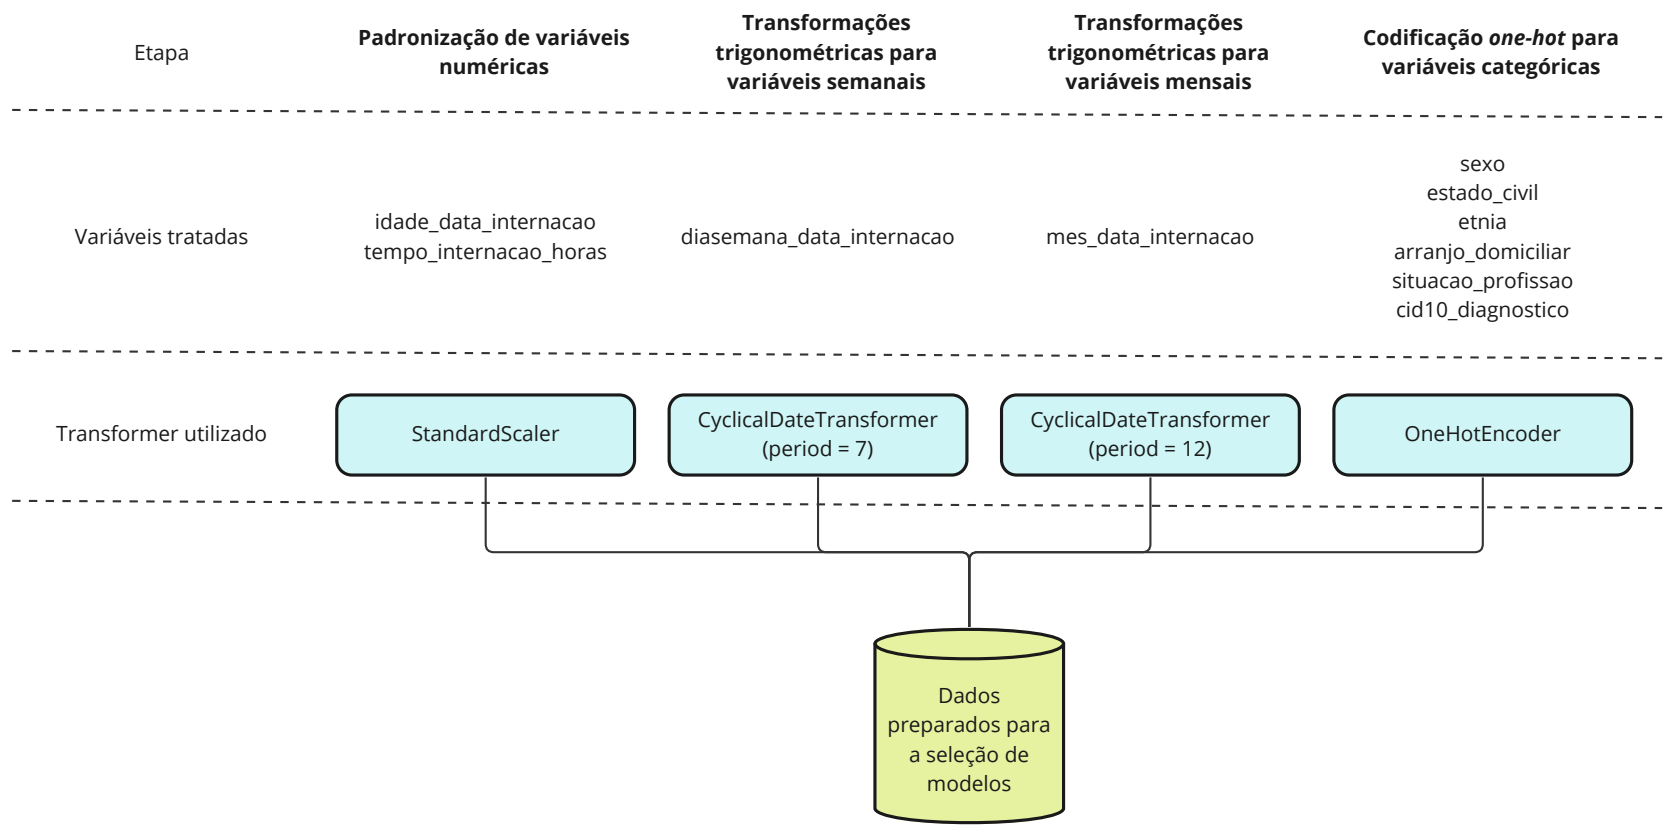 Etapa
Padronização de variáveis
numéricas
Transformações
trigonométricas para
variáveis semanais
Transformações
trigonométricas para
variáveis mensais
Codificação one-hot para
variáveis categóricas
Variáveis tratadas
idade_data_internacao
tempo_internacao_horas
diasemana_data_internacao
mes_data_internacao
sexo
estado_civil
etnia
arranjo_domiciliar
situacao_profissao
cid10_diagnostico
Transformer utilizado
StandardScaler
CyclicalDateTransformer
(period = 7)
CyclicalDateTransformer
(period = 12)
OneHotEncoder
Dados
preparados para
a seleção de
modelos